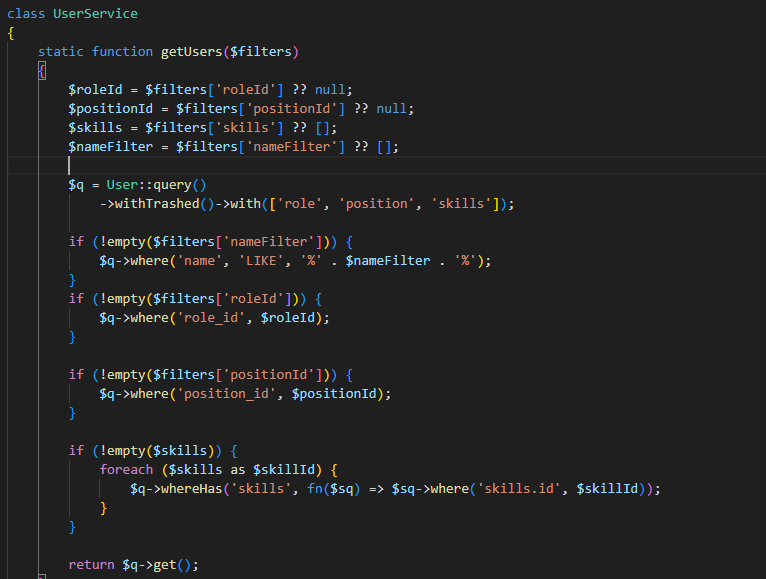 class UserService
{
    static function getUsers($filters)
    {
        $roleId = $filters['roleId'] ?? null;
        $positionId = $filters['positionId'] ?? null;
        $skills = $filters['skills'] ?? [];
        $nameFilter = $filters['nameFilter'] ?? [];
        $q = User::query()
            ->withTrashed()->with(['role', 'position', 'skills']);
        if (!empty($filters['nameFilter'])) {
            $q->where('name', 'LIKE', '%' . $nameFilter . '%');
        }
        if (!empty($filters['roleId'])) {
            $q->where('role_id', $roleId);
        }
        if (!empty($filters['positionId'])) {
            $q->where('position_id', $positionId);
        }
        if (!empty($skills)) {
            foreach ($skills as $skillId) {
                $q->whereHas('skills', fn($sq) => $sq->where('skills.id', $skillId));
            }
        }
        return $q->get();